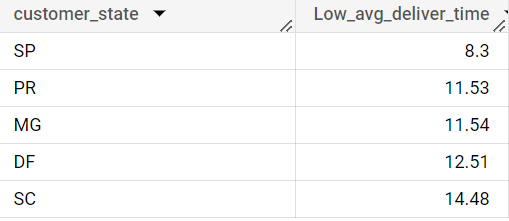 customer_state Low_avg_deliver_time
SP 8.3
PR 11.53
MG 11.54
DF 12.51
SC 14.48